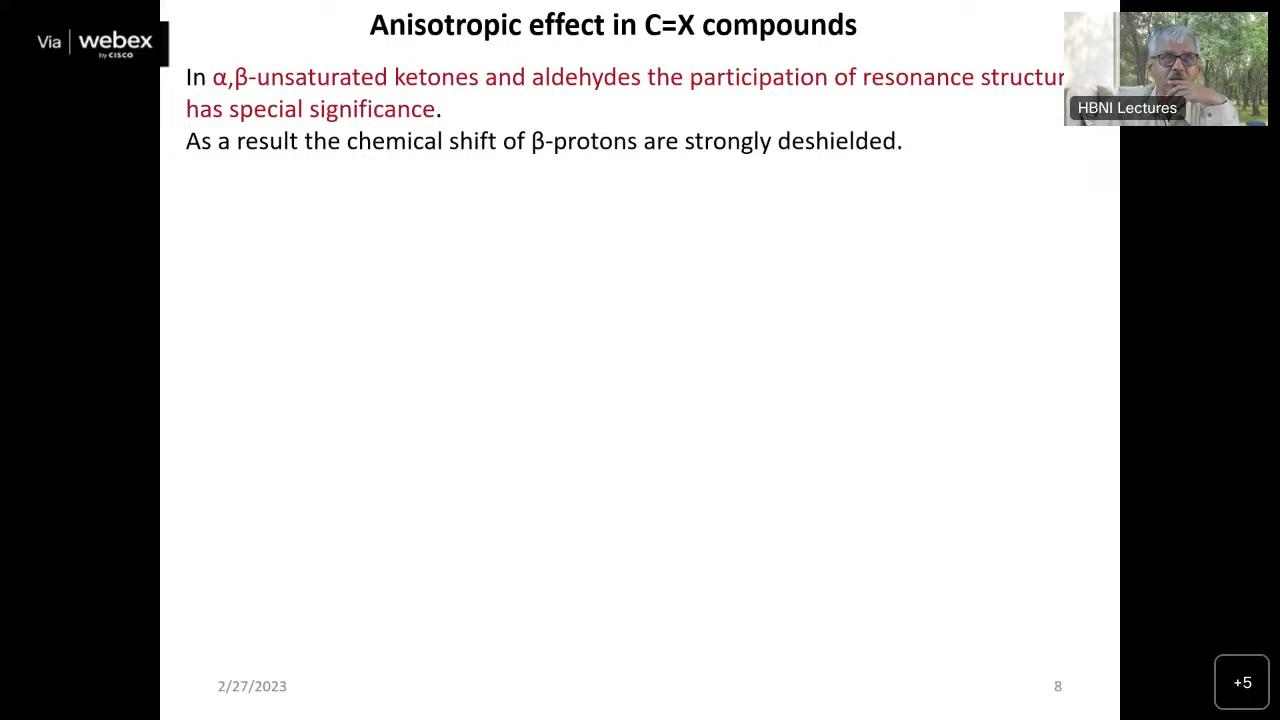 Via | webex
by CISCO
Anisotropic effect in C=X compounds
In α,β-unsaturated ketones and aldehydes the participation of resonance
has special significance.
As a result the chemical shift of β-protons are strongly deshielded.
HBNI Lectures
2/27/2023
8
+5